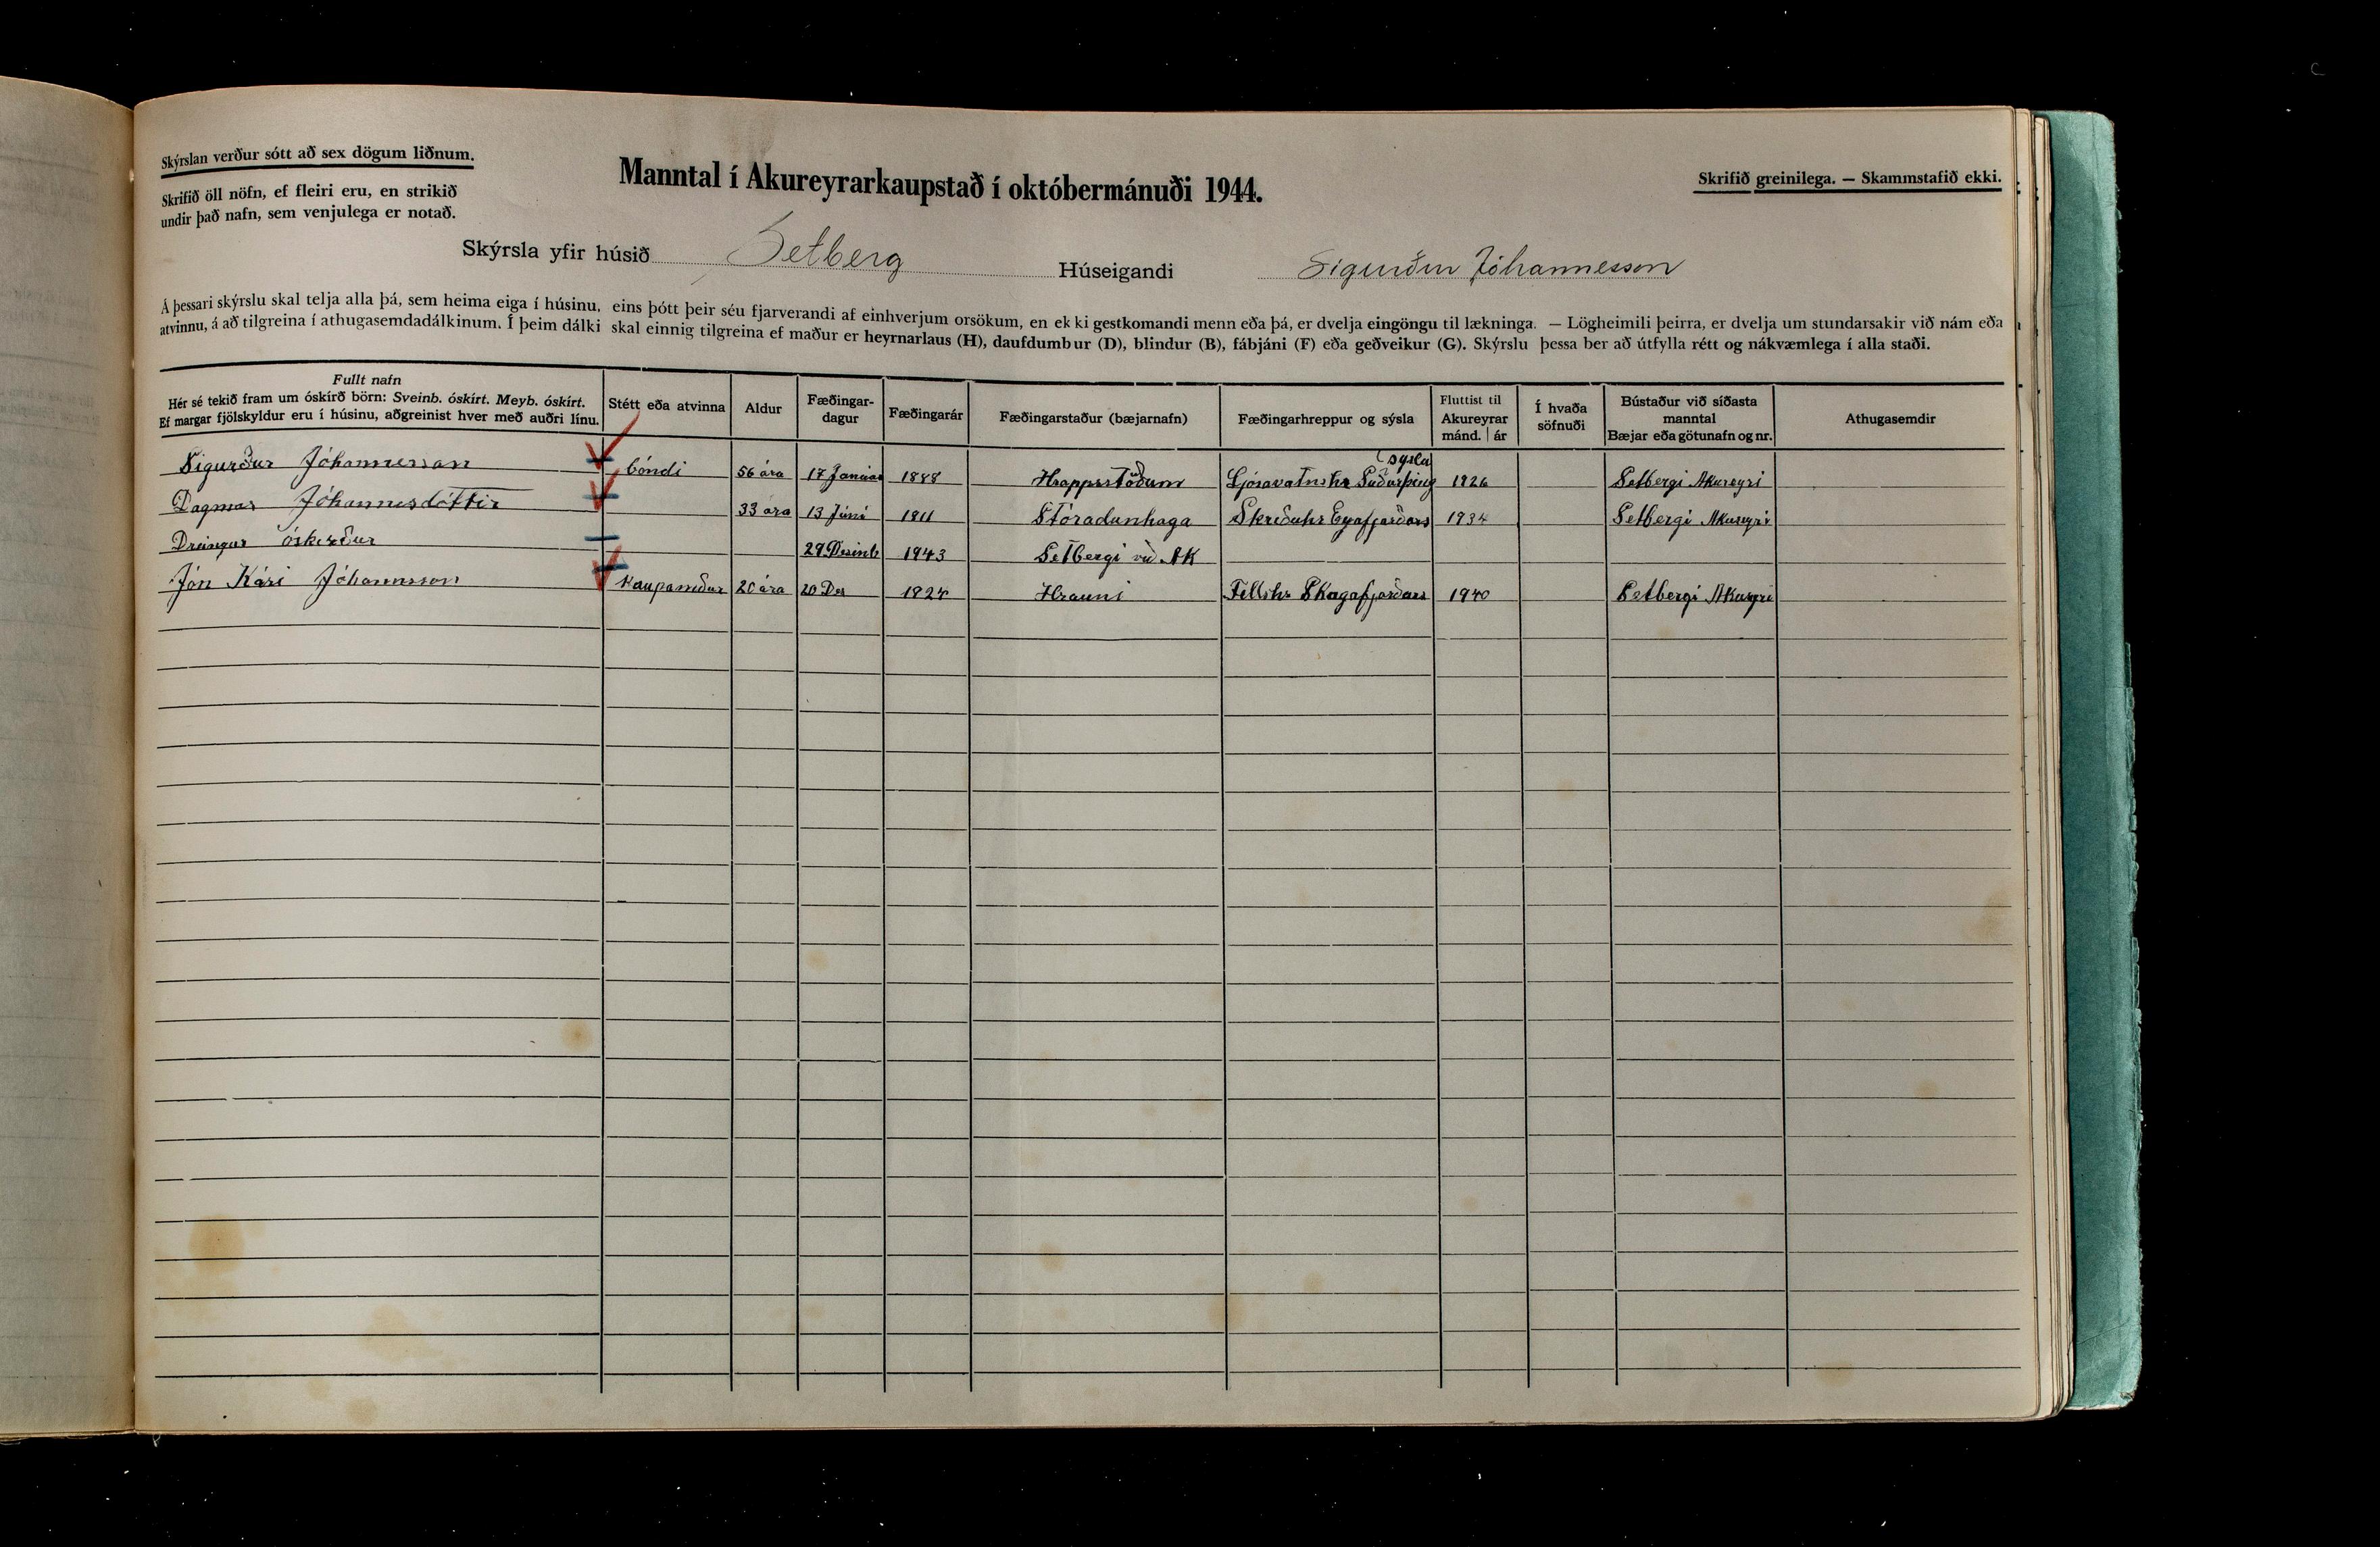 Skýrslan verður sótt að sex dögum liðnum.
Skrifið öll nöfn, ef fleiri eru, en strikið
undir það nafn, sem venjulega er notað.
Manntal í Akureyrarkaupstað í októbermánuði 1944.
Skrifið greinilega. — Skammstafið ekki.
Skýrsla yfir húsið Setberg Húseigandi Sigurður Jóhannesson
Á þessari skýrslu skal telja alla þá, sem heima eiga í húsinu, eins þótt þeir séu fjarverandi af einhverjum orsökum, en ekki gestkomandi menn eða þá, er dvelja eingöngu til lækninga. — Lögheimili þeirra, er dvelja um stundarsakir við nám eða
atvinnu, á að tilgreina í athugasemdadálkinum. Í þeim dálki skal einnig tilgreina ef maður er heyrnarlaus (H), daufdumbur (D), blindur (B), fábjáni (F) eða geðveikur (G). Skýrslu þessa ber að útfylla rétt og nákvæmlega í alla staði.
Fullt nafn
Hér sé tekið fram um óskírð börn: Sveinb. óskírt. Meyb. óskírt.
Ef margar fjölskyldur eru í húsinu, aðgreinist hver með auðri línu.
Stétt eða atvinna
Aldur
Fæðingar-
dagur
Fæðingarár
Fæðingarstaður (bæjarnafn)
Fæðingarhreppur og sýsla
Fluttist til
Akureyrar
mánd. | ár
Í hvaða
söfnuði
Bústaður við síðasta
manntal
Bæjar eða götunafn og nr.
Athugasemdir
Sigurður Jóhannesson bóndi 56 ára 17 Janúar 1888 Hrappsstöðum Ljósavatnshr Suðurþing sysla 1926 Setbergi Akureyri
Dagmar Jóhannesdóttir 33 ára 13 Júní 1911 Stóradunhaga Skriðuhr Eyafjarðars 1934 Setbergi Akureyri
Dreingur óskírður 29 Desemb 1943 Setbergi við AK
Jón Kári Jóhannsson 20 ára 20 Des 1924 Hrauni Fellshr Skagafjarðars 1940 Setbergi Akureyri